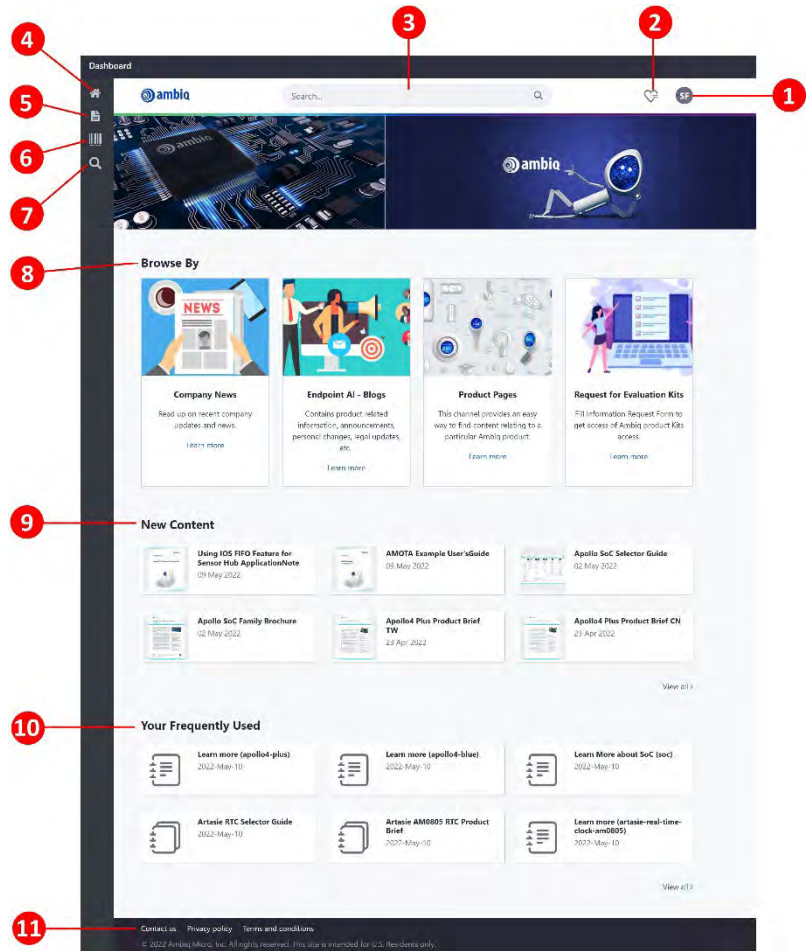 4
3
2
1
Dashboard
ambiq
Search...
SF
5
6
7
ambiq
ambiq
8
Browse By
NEWS
Company News
Read up on recent company
updates and news.
Learn more
Endpoint AI - Blogs
Contains product related
information, announcements,
personal changes, legal updates,
etc.
Learn more
Product Pages
This channel provides an easy
way to find content relating to a
particular Ambiq product.
Learn more
Request for Evaluation Kits
Fill Information Request Form to
get access of Ambiq product Kits
access.
Learn more
9
New Content
Using IOS FIFO Feature for
Sensor Hub ApplicationNote
09 May 2022
AMOTA Example User'sGuide
09 May 2022
Apollo SoC Selector Guide
02 May 2022
Apollo SoC Family Brochure
02 May 2022
Apollo4 Plus Product Brief
TW
23 Apr 2022
Apollo4 Plus Product Brief CN
23 Apr 2022
View all ›
10
Your Frequently Used
Learn more (apollo4-plus)
2022-May-10
Learn more (apollo4-blue)
2022-May-10
Learn More about SoC (soc)
2022-May-10
Artasie RTC Selector Guide
2022-May-10
Artasie AM0805 RTC Product
Brief
2022-May-10
Learn more (artasie-real-time-
clock-am0805)
2022-May-10
View all ›
11
Contact us Privacy policy Terms and conditions
© 2022 Ambiq Micro, Inc. All rights reserved. This site is intended for U.S. Residents only.